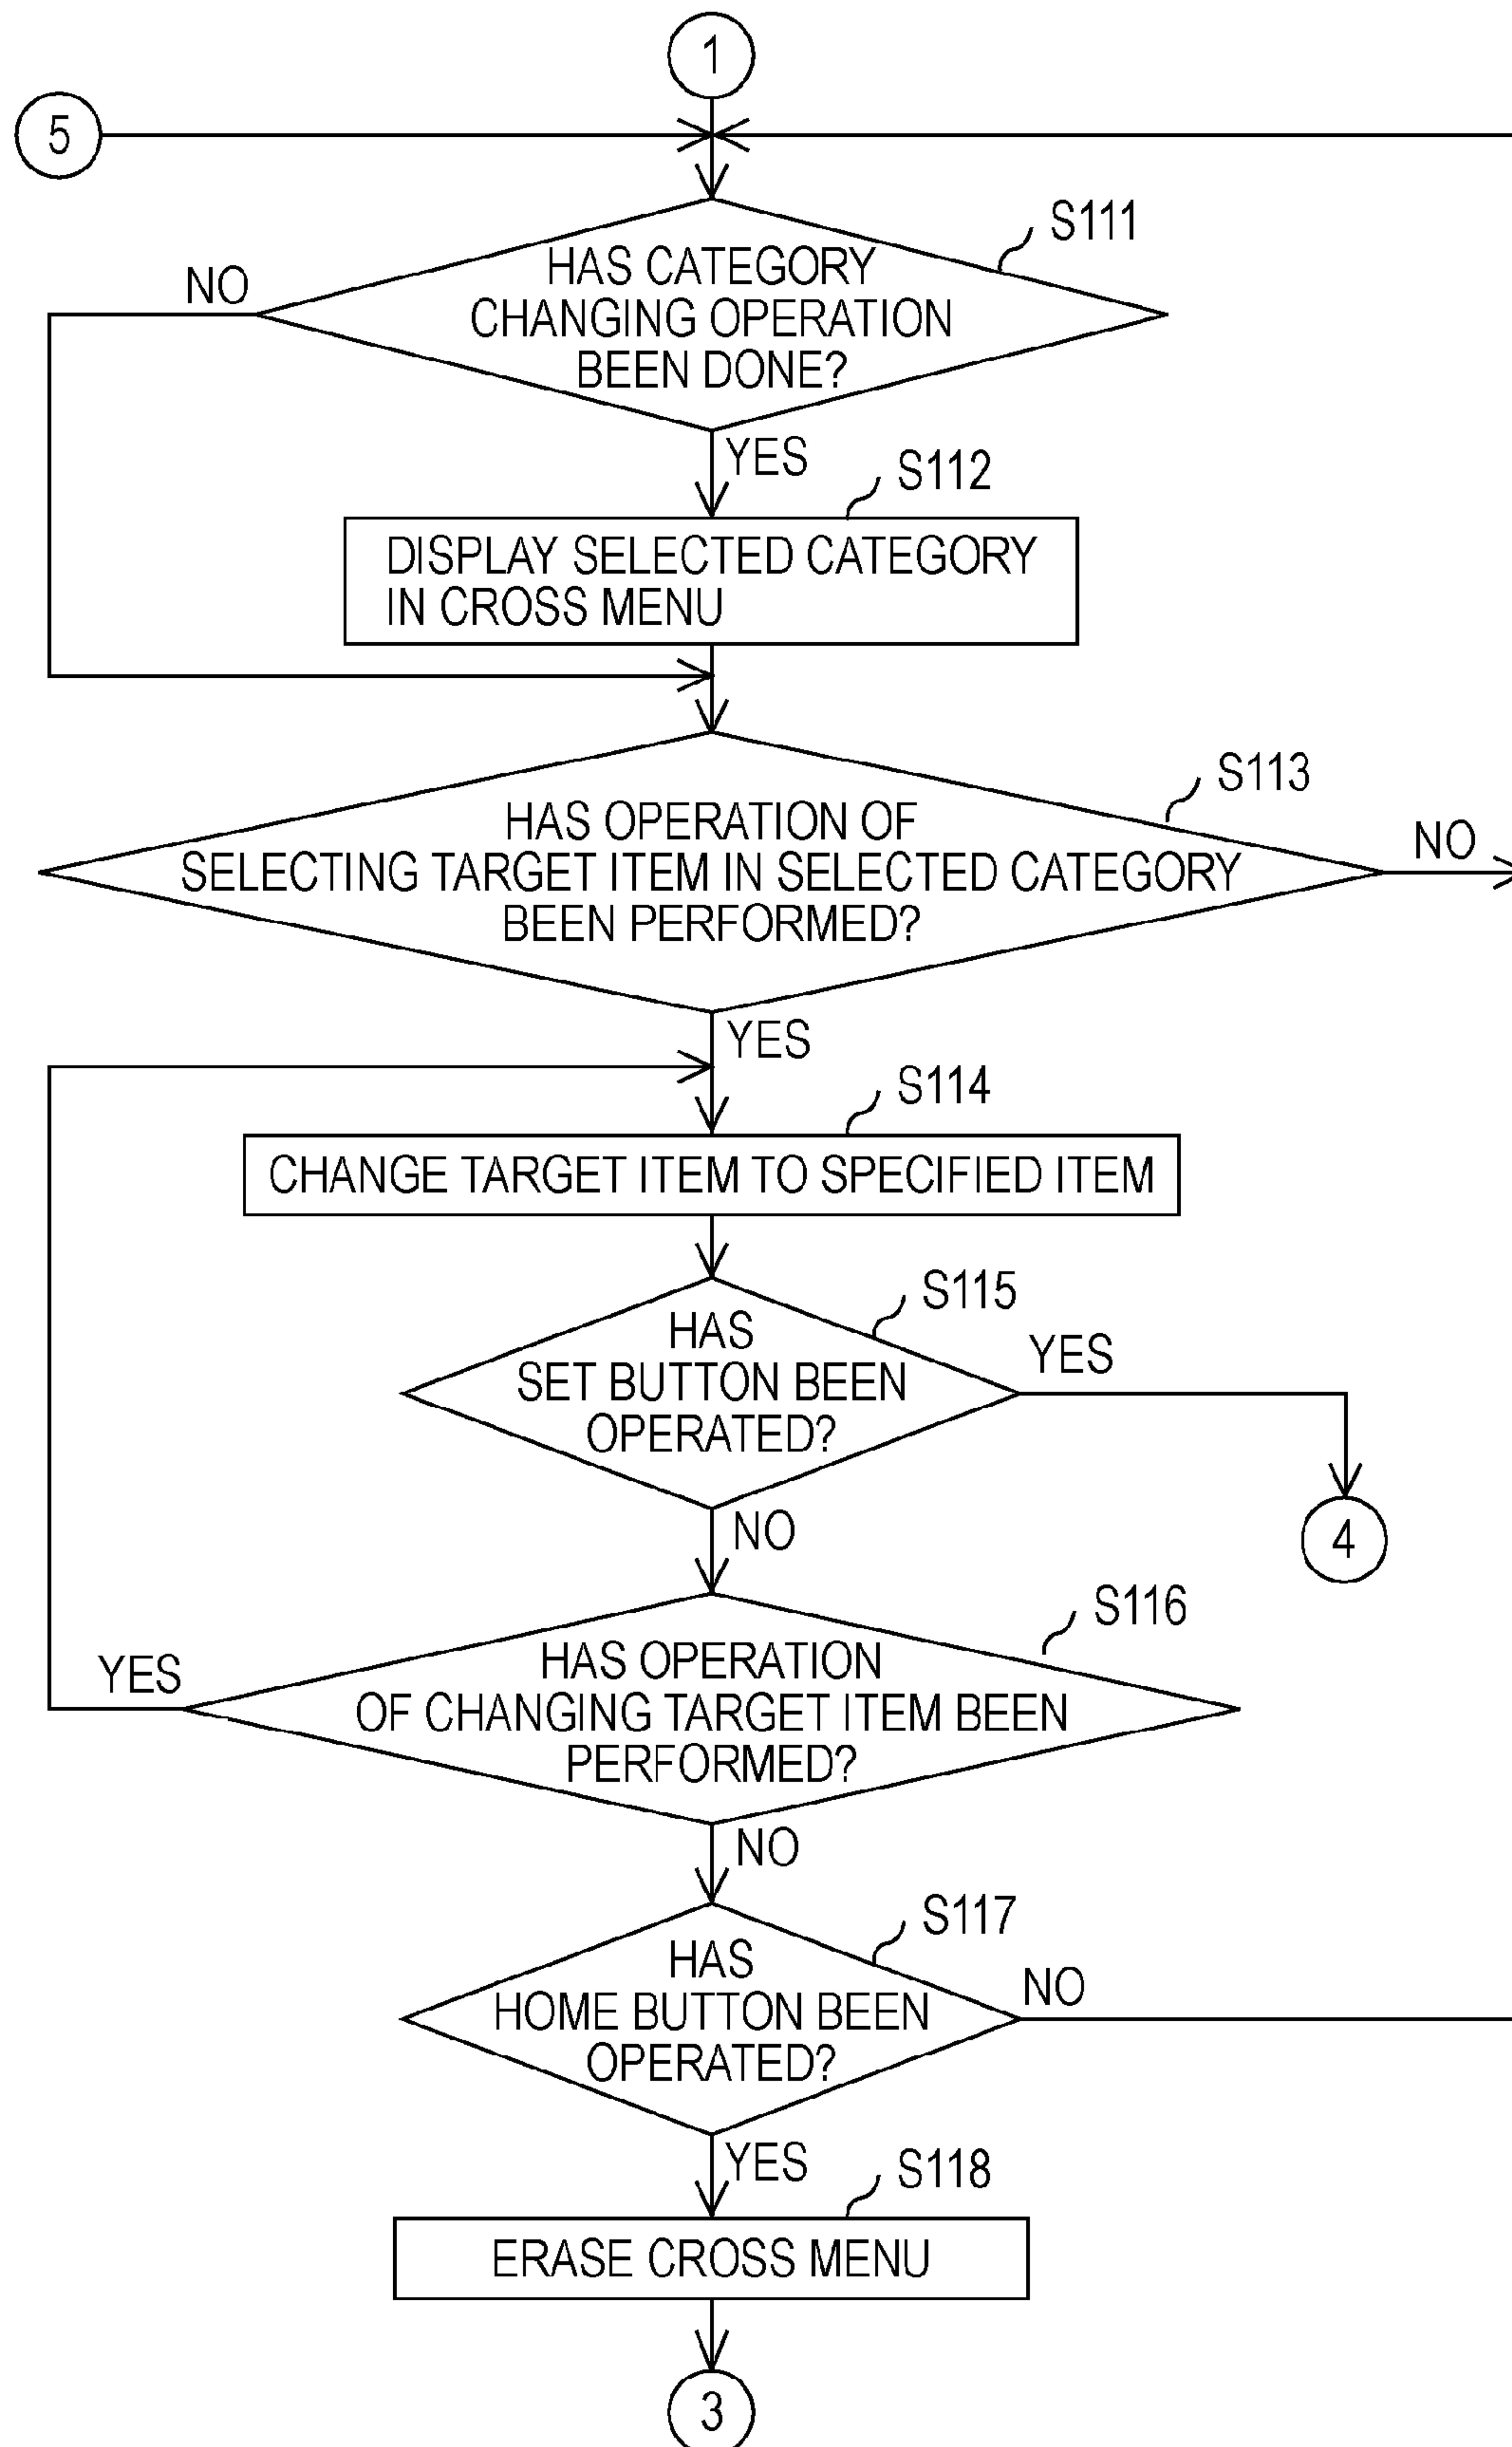 1
5
S111
HAS CATEGORY
CHANGING OPERATION
BEEN DONE?
NO
YES
S112
DISPLAY SELECTED CATEGORY
IN CROSS MENU
S113
HAS OPERATION OF
SELECTING TARGET ITEM IN SELECTED CATEGORY
BEEN PERFORMED?
NO
YES
S114
CHANGE TARGET ITEM TO SPECIFIED ITEM
S115
HAS
SET BUTTON BEEN
OPERATED?
YES
NO
4
S116
HAS OPERATION
OF CHANGING TARGET ITEM BEEN
PERFORMED?
YES
NO
S117
HAS
HOME BUTTON BEEN
OPERATED?
NO
YES
S118
ERASE CROSS MENU
3